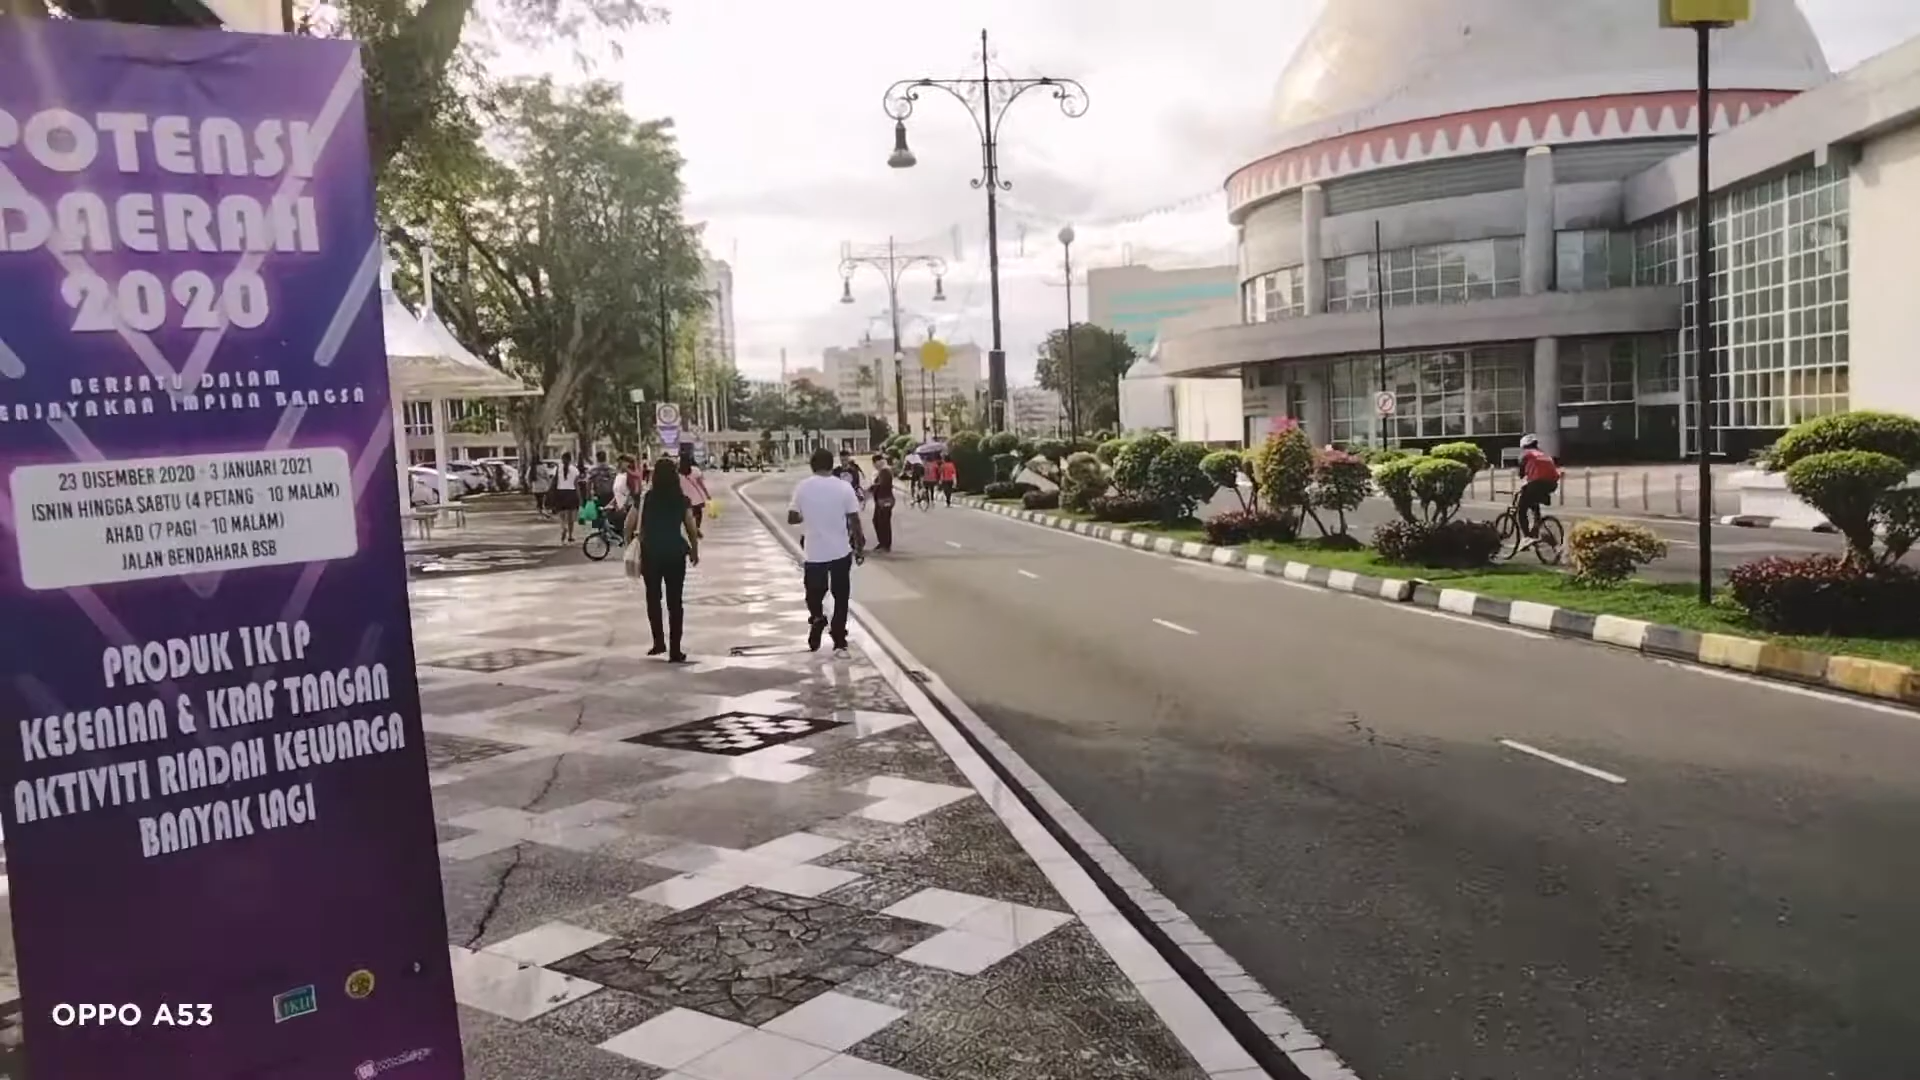 POTENSI
DAERAH
2020
BERSATU DALAM
ENJAYAKAN IMPIAN BANGSA
23 DISEMBER 2020 - 3 JANUARI 2021
ISNIN HINGGA SABTU (4 PETANG - 10 MALAM)
AHAD (7 PAGI - 10 MALAM)
JALAN BENDAHARA BSB
PRODUK 1K1P
KESENIAN & KRAF TANGAN
AKTIVITI RIADAH KELUARGA
BANYAK LAGI
OPPO A53